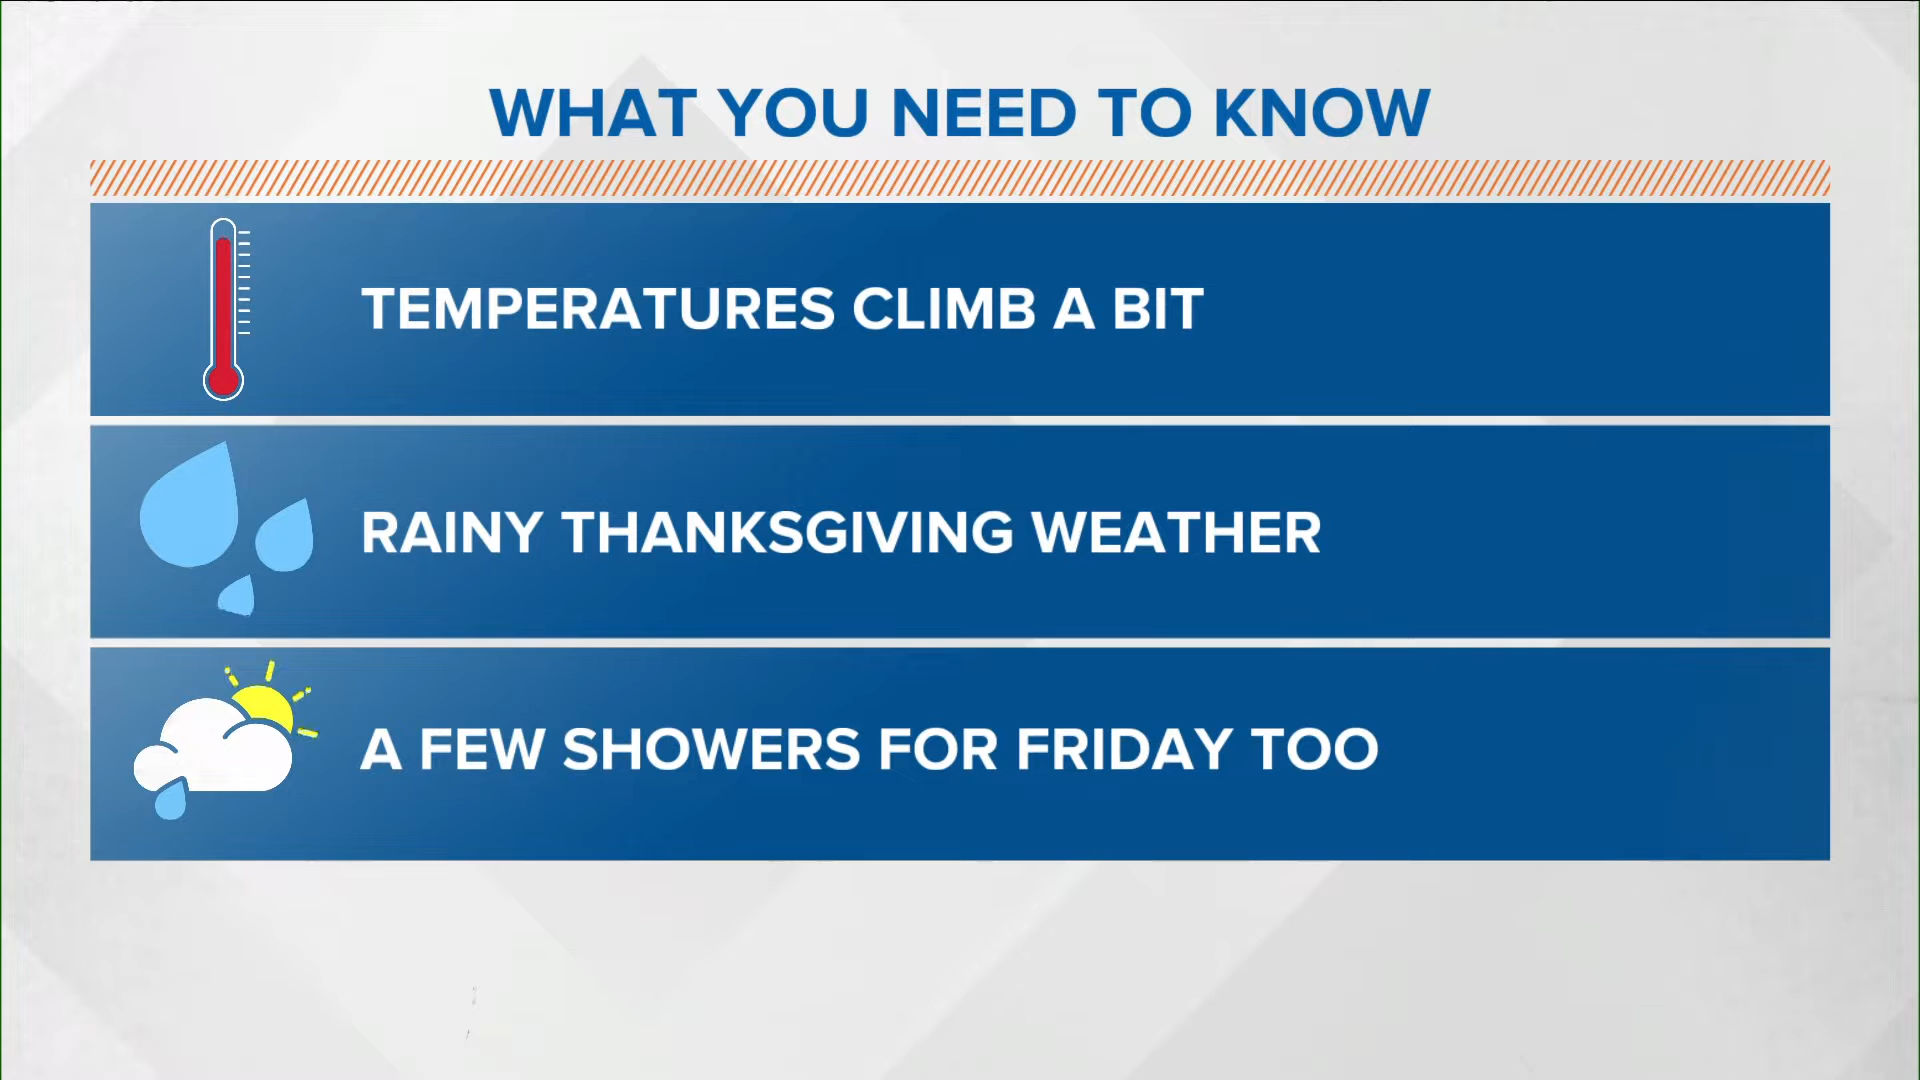 WHAT YOU NEED TO KNOW
TEMPERATURES CLIMB A BIT
RAINY THANKSGIVING WEATHER
A FEW SHOWERS FOR FRIDAY TOO